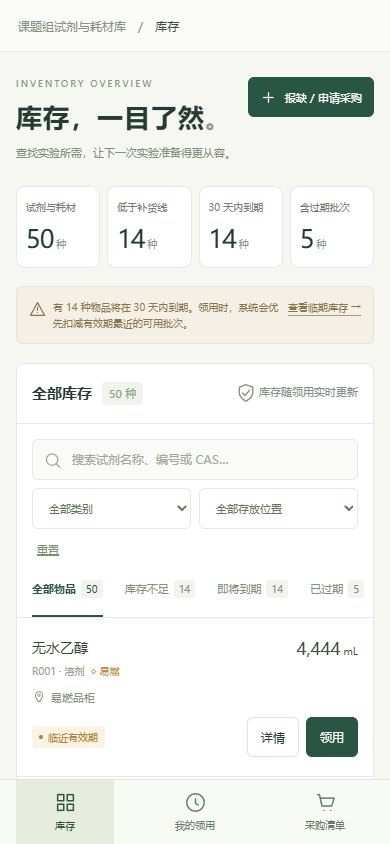 课题组试剂与耗材库 / 库存
INVENTORY OVERVIEW
库存，一目了然。
＋ 报缺 / 申请采购
查找实验所需，让下一次实验准备得更从容。
试剂与耗材
50 种
低于补货线
14 种
30 天内到期
14 种
含过期批次
5 种
有 14 种物品将在 30 天内到期。领用时，系统会优
先扣减有效期最近的可用批次。
查看临期库存 →
全部库存 50 种
库存随领用实时更新
搜索试剂名称、编号或 CAS...
全部类别
全部存放位置
重置
全部物品 50 库存不足 14 即将到期 14 已过期 5
无水乙醇
4,444 mL
R001 · 溶剂 ◇ 易燃
易燃品柜
• 临近有效期
详情
领用
库存
我的领用
采购清单